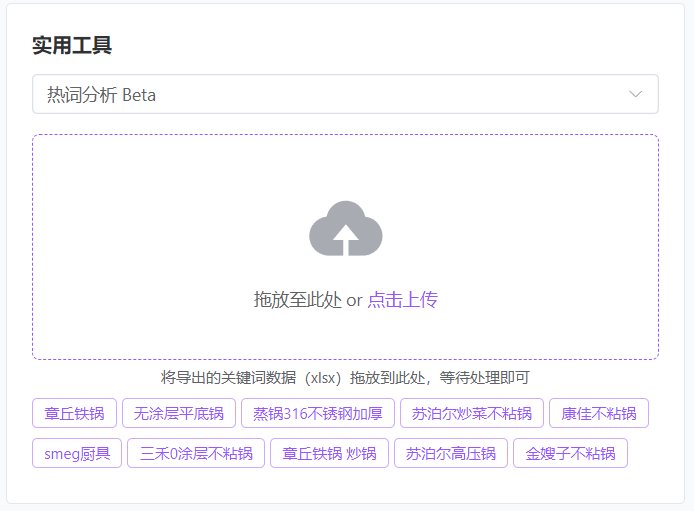 实用工具
热词分析 Beta
拖放至此处 or 点击上传
将导出的关键词数据（xlsx）拖放到此处，等待处理即可
章丘铁锅 无涂层平底锅 蒸锅316不锈钢加厚 苏泊尔炒菜不粘锅 康佳不粘锅
smeg厨具 三禾0涂层不粘锅 章丘铁锅 炒锅 苏泊尔高压锅 金嫂子不粘锅